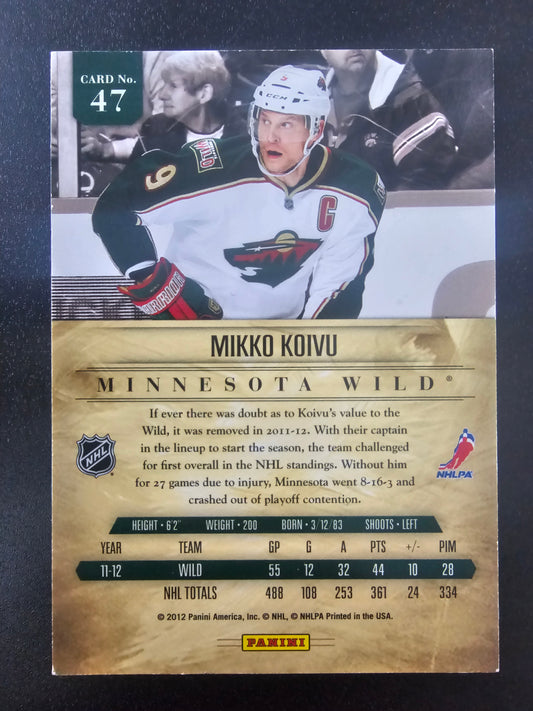 CARD No.
47
9
CCM
WILD
9
C
MIKKO KOIVU
MINNESOTA WILD®
If ever there was doubt as to Koivu's value to the
Wild, it was removed in 2011-12. With their captain
in the lineup to start the season, the team challenged
for first overall in the NHL standings. Without him
for 27 games due to injury, Minnesota went 8-16-3 and
crashed out of playoff contention.
NHL
NHLPA
HEIGHT • 6'2" WEIGHT • 200 BORN • 3/12/83 SHOOTS • LEFT
YEAR TEAM GP G A PTS +/- PIM
11-12 WILD 55 12 32 44 10 28
NHL TOTALS 488 108 253 361 24 334
© 2012 Panini America, Inc. © NHL, © NHLPA Printed in the USA.
PANINI